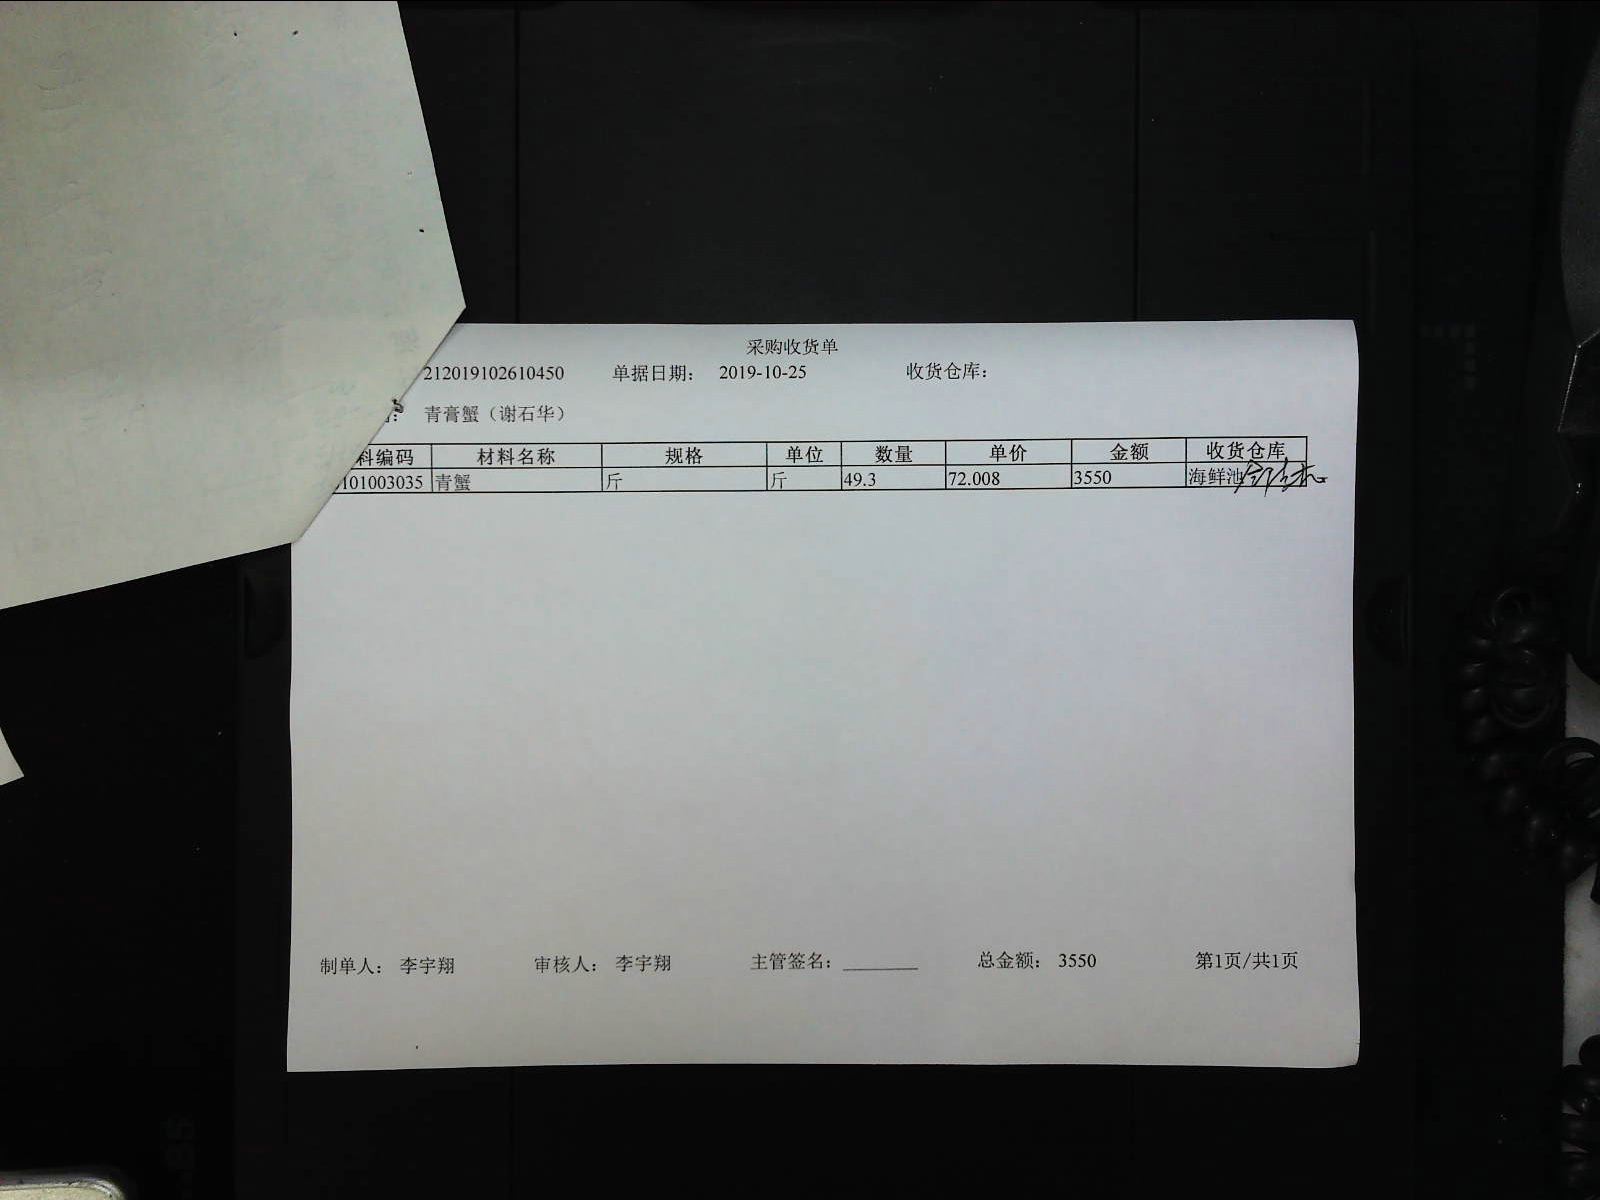 采购收货单
212019102610450 单据日期： 2019-10-25 收货仓库：
： 青膏蟹（谢石华）
料编码 材料名称 规格 单位 数量 单价 金额 收货仓库
101003035 青蟹 斤 斤 49.3 72.008 3550 海鲜池
制单人： 李宇翔 审核人： 李宇翔 主管签名： 总金额： 3550 第1页/共1页